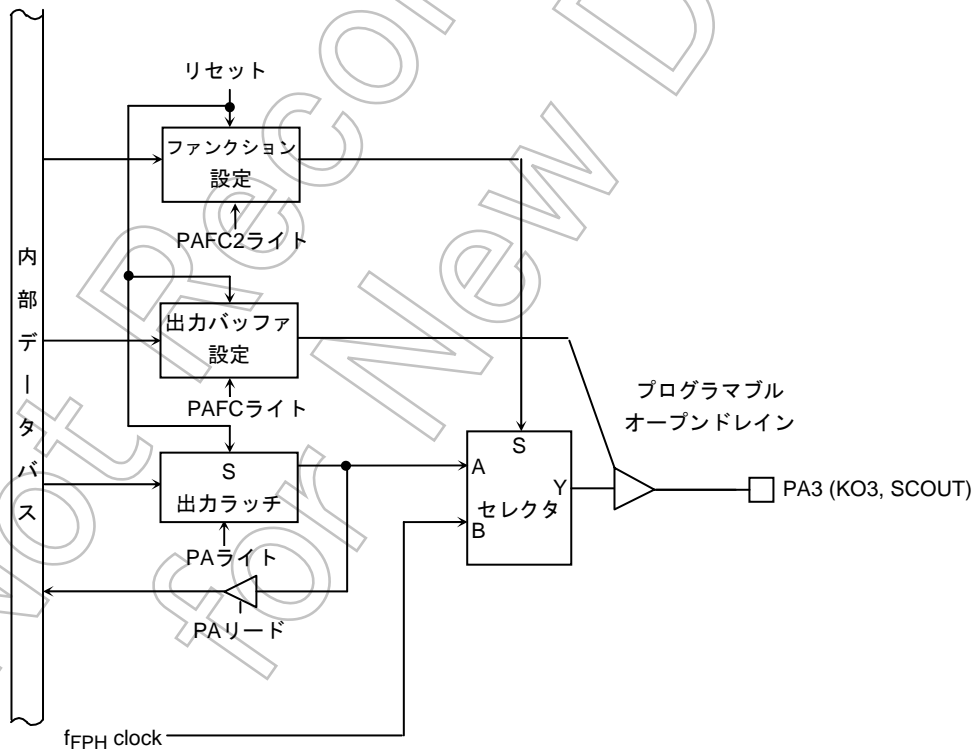 リセット
ファンクション
設定
PAFC2ライト
内部データバス
出力バッファ
設定
PAFCライト
プログラマブル
オープンドレイン
S
出力ラッチ
PAライト
PAリード
S
A
Y
セレクタ
B
PA3 (KO3, SCOUT)
fFPH clock
Not Recom
for New D